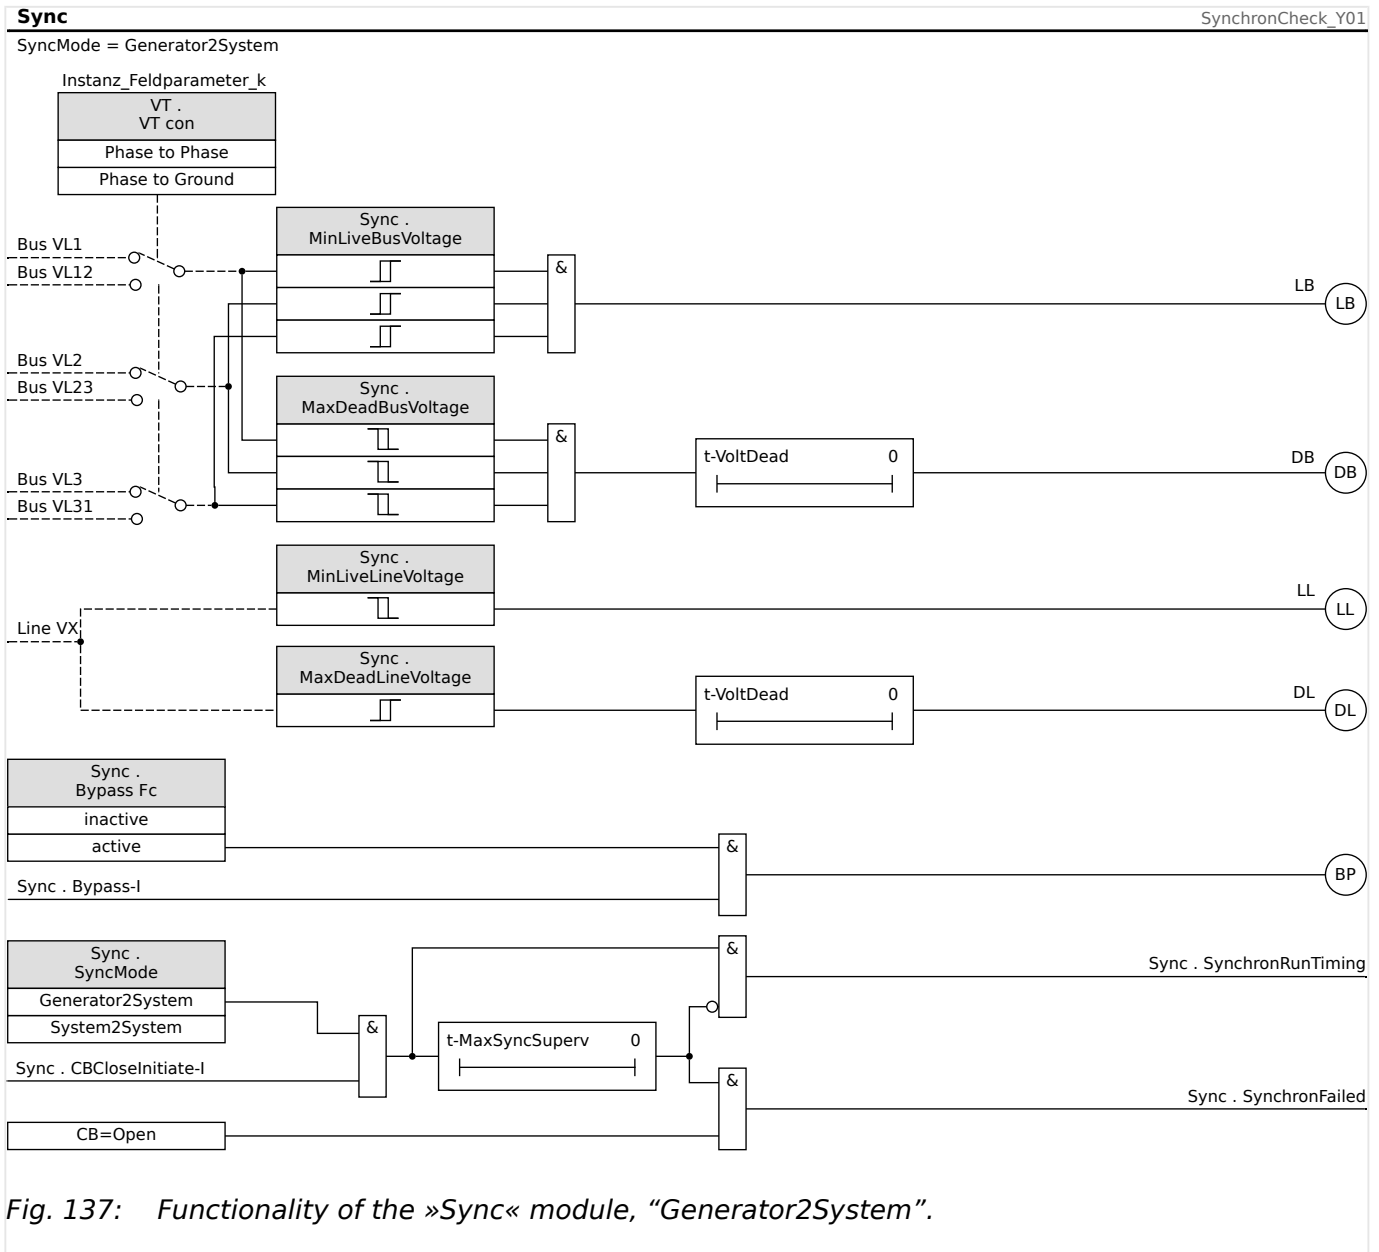 Sync
SynchronCheck_Y01
SyncMode = Generator2System
Instanz_Feldparameter_k
VT .
VT con
Phase to Phase
Phase to Ground
Sync .
MinLiveBusVoltage
Bus VL1
Bus VL12
&
LB
LB
Bus VL2
Bus VL23
Sync .
MaxDeadBusVoltage
&
t-VoltDead 0
DB
DB
Bus VL3
Bus VL31
Sync .
MinLiveLineVoltage
LL
LL
Line VX
Sync .
MaxDeadLineVoltage
t-VoltDead 0
DL
DL
Sync .
Bypass Fc
inactive
active
&
Sync . Bypass-I
BP
Sync .
SyncMode
Generator2System
System2System
&
Sync . SynchronRunTiming
&
t-MaxSyncSuperv 0
Sync . CBCloseInitiate-I
&
Sync . SynchronFailed
CB=Open
Fig. 137: Functionality of the »Sync« module, “Generator2System”.